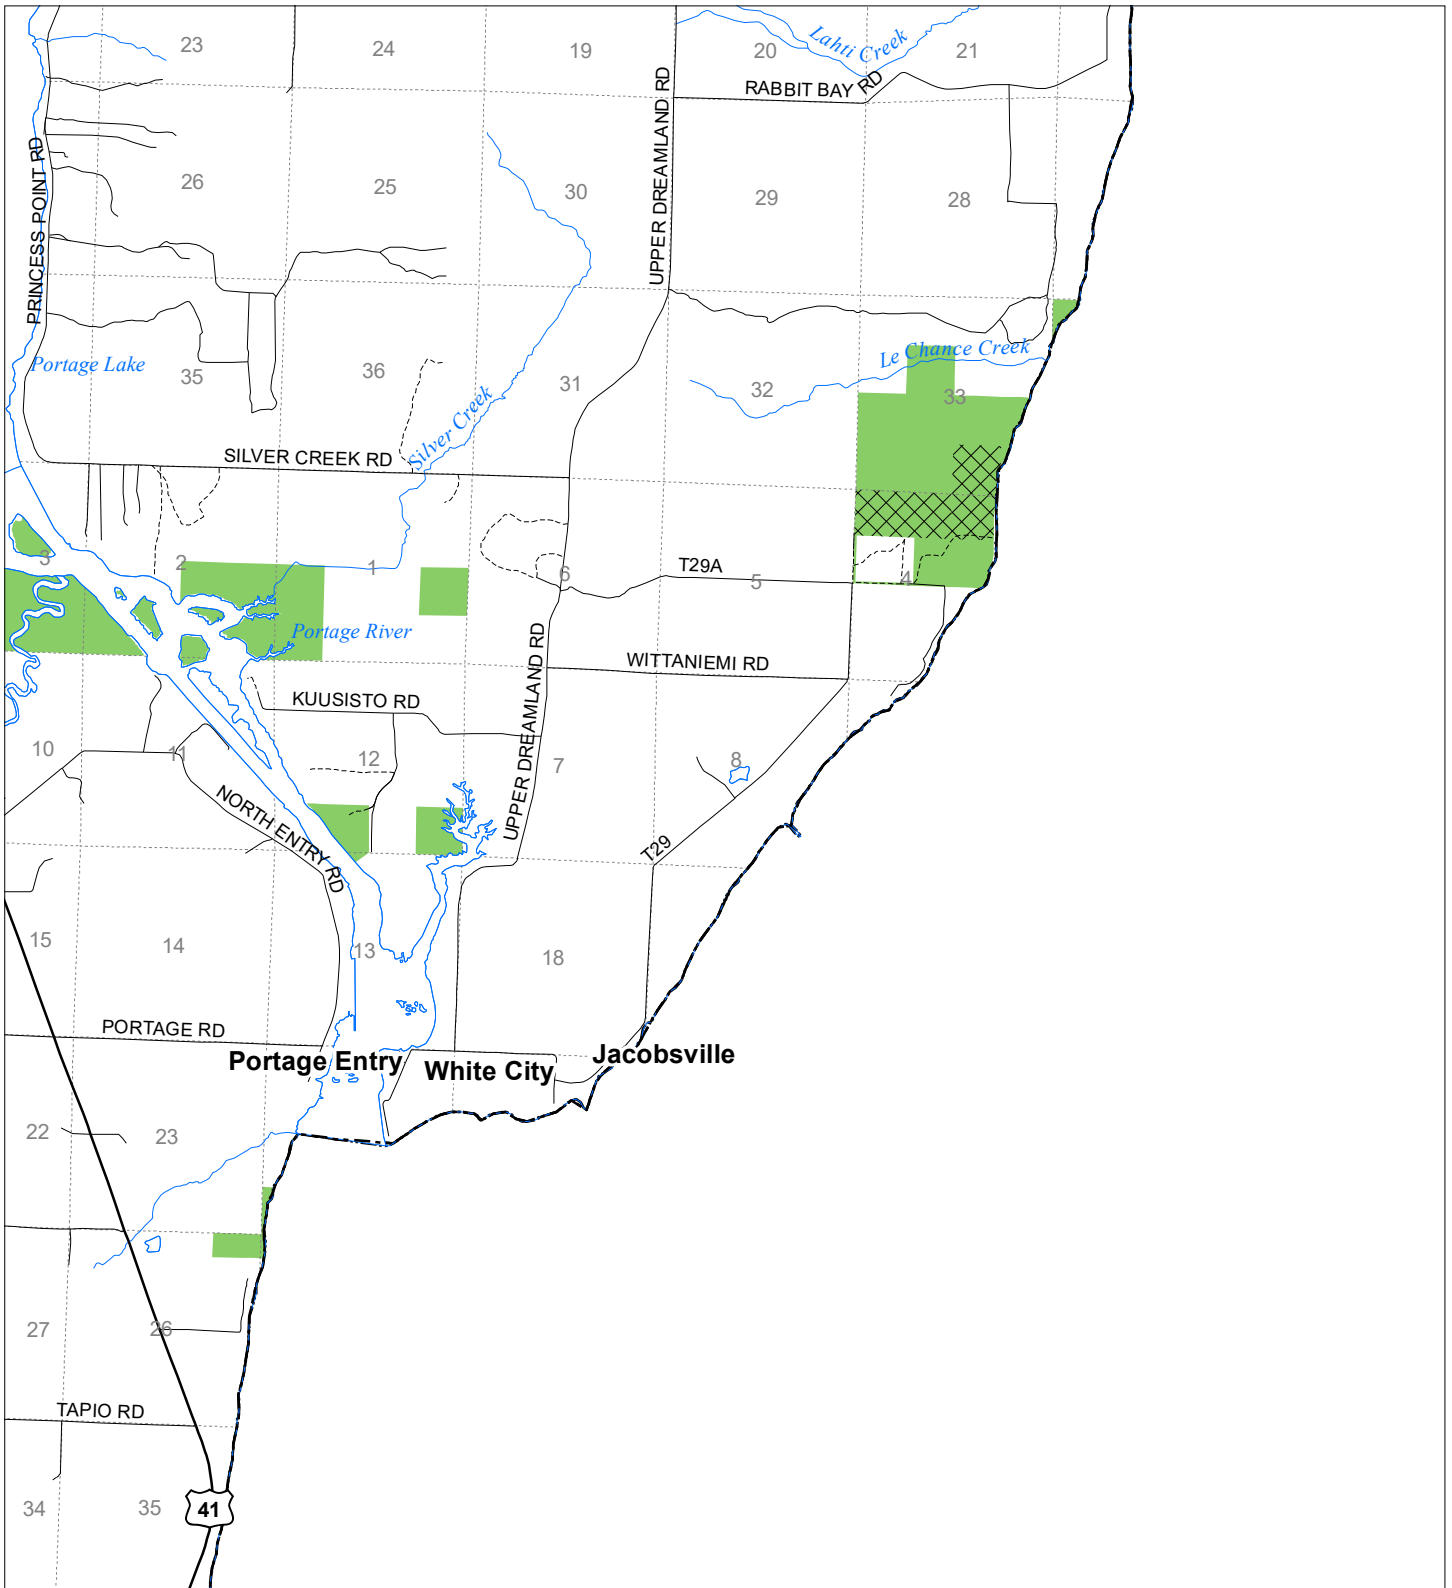 23
24
19
20
Lahti Creek
21
RABBIT BAY RD
UPPER DREAMLAND RD
PRINCESS POINT RD
26
25
30
29
28
Portage Lake
35
36
31
32
Le Chance Creek
33
Silver Creek
SILVER CREEK RD
3
2
1
6
T29A
5
4
Portage River
WITTANIEMI RD
KUUSISTO RD
UPPER DREAMLAND RD
10
11
12
7
8
NORTH ENTRY RD
T29
15
14
13
18
PORTAGE RD
Portage Entry
White City
Jacobsville
22
23
27
26
TAPIO RD
34
35
41